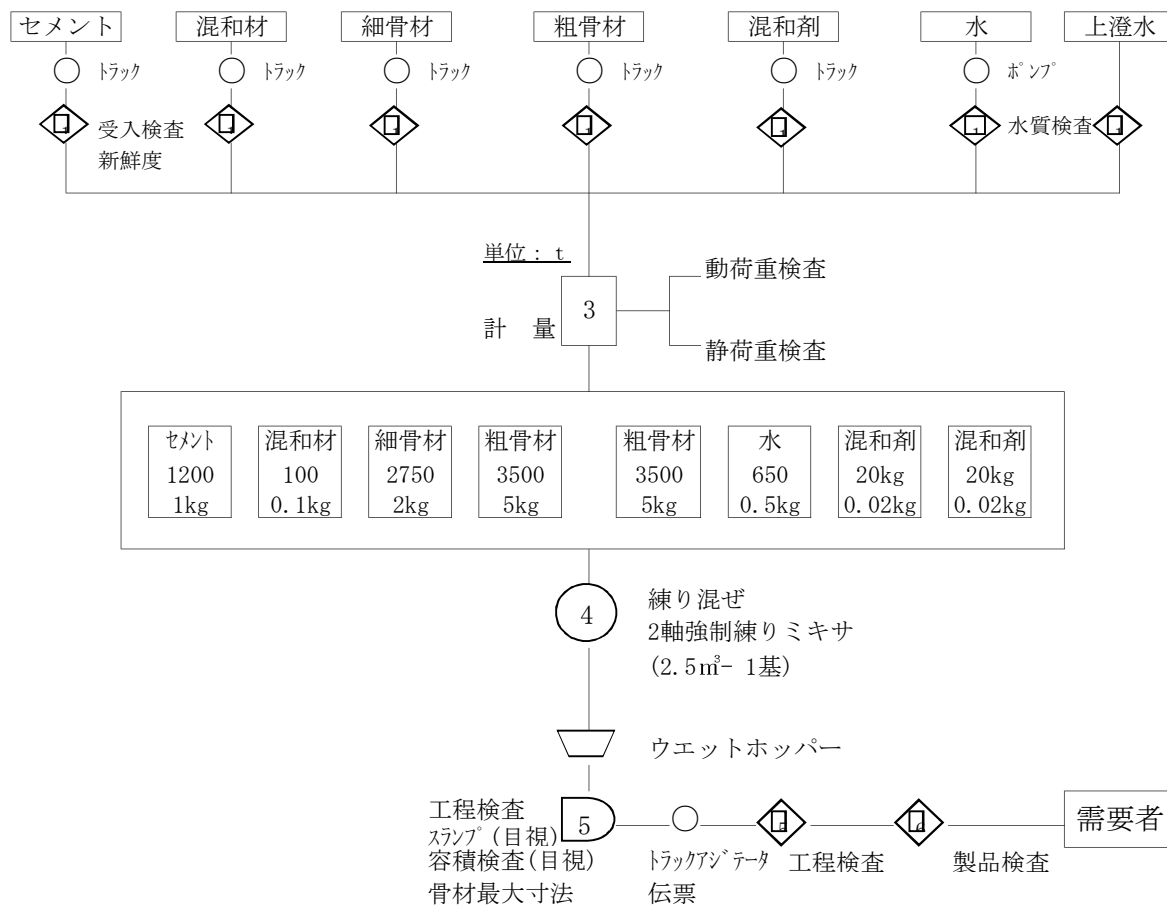 セメント
混和材
細骨材
粗骨材
混和剤
水
上澄水
トラック
トラック
トラック
トラック
トラック
ポンプ
1
1
1
1
1
1
1
受入検査
新鮮度
水質検査
単位：t
計 量
3
動荷重検査
静荷重検査
セメント
1200
1kg
混和材
100
0.1kg
細骨材
2750
2kg
粗骨材
3500
5kg
粗骨材
3500
5kg
水
650
0.5kg
混和剤
20kg
0.02kg
混和剤
20kg
0.02kg
4
練り混ぜ
2軸強制練りミキサ
(2.5㎥- 1基)
ウエットホッパー
工程検査
スランプ(目視)
容積検査(目視)
骨材最大寸法
5
トラックアジテータ
伝票
5
工程検査
6
製品検査
需要者